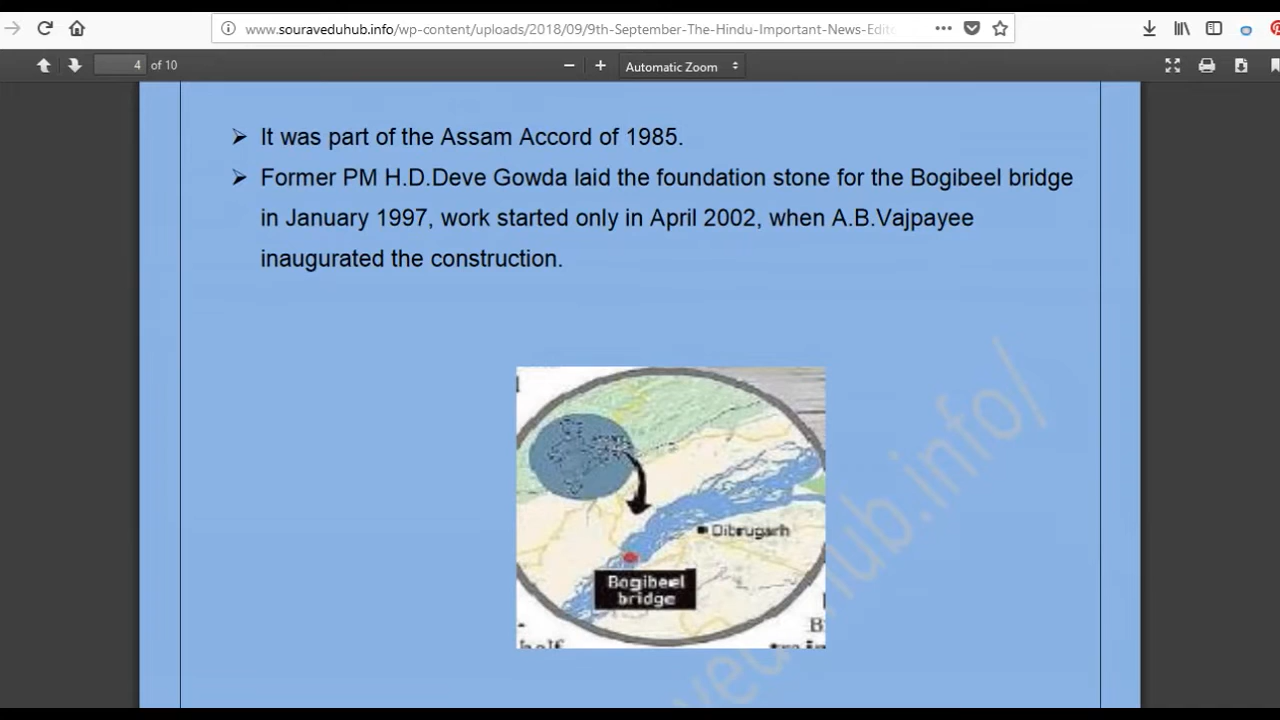 www.souraveduhub.info/wp-content/uploads/2018/09/9th-September-The-Hindu-Important-News-Edito
4 of 10
Automatic Zoom
➢ It was part of the Assam Accord of 1985.
➢ Former PM H.D.Deve Gowda laid the foundation stone for the Bogibeel bridge
in January 1997, work started only in April 2002, when A.B.Vajpayee
inaugurated the construction.
Dibrugarh
Bogibeel
bridge
half